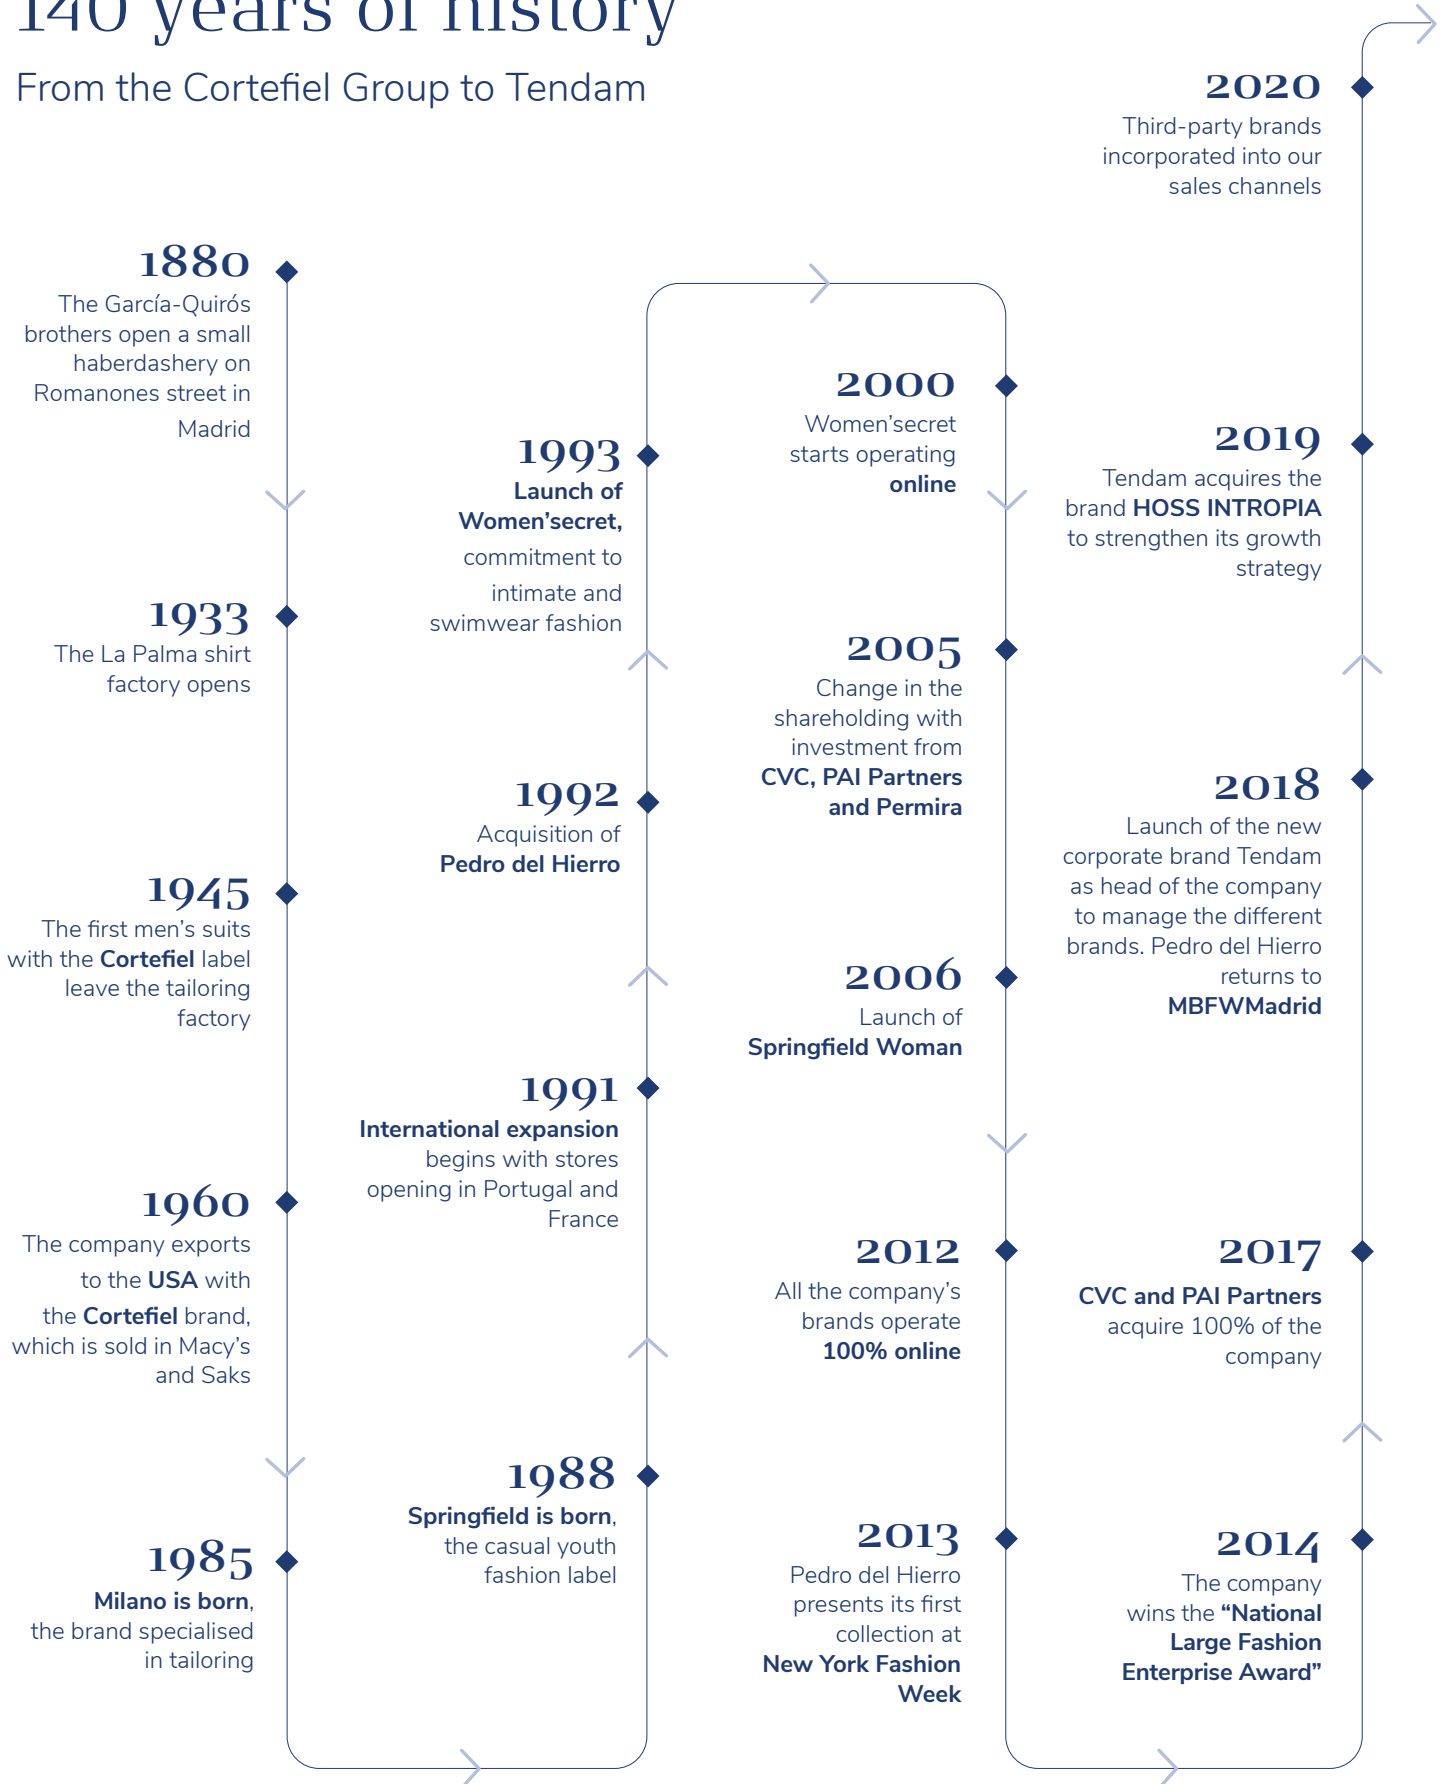 140 years of history
From the Cortefiel Group to Tendam
1880
The García-Quirós
brothers open a small
haberdashery on
Romanones street in
Madrid
1933
The La Palma shirt
factory opens
1945
The first men’s suits
with the Cortefiel label
leave the tailoring
factory
1960
The company exports
to the USA with
the Cortefiel brand,
which is sold in Macy’s
and Saks
1985
Milano is born,
the brand specialised
in tailoring
1988
Springfield is born,
the casual youth
fashion label
1991
International expansion
begins with stores
opening in Portugal and
France
1992
Acquisition of
Pedro del Hierro
1993
Launch of
Women’secret,
commitment to
intimate and
swimwear fashion
2000
Women’secret
starts operating
online
2005
Change in the
shareholding with
investment from
CVC, PAI Partners
and Permira
2006
Launch of
Springfield Woman
2012
All the company’s
brands operate
100% online
2013
Pedro del Hierro
presents its first
collection at
New York Fashion
Week
2014
The company
wins the “National
Large Fashion
Enterprise Award”
2017
CVC and PAI Partners
acquire 100% of the
company
2018
Launch of the new
corporate brand Tendam
as head of the company
to manage the different
brands. Pedro del Hierro
returns to
MBFWMadrid
2019
Tendam acquires the
brand HOSS INTROPIA
to strengthen its growth
strategy
2020
Third-party brands
incorporated into our
sales channels